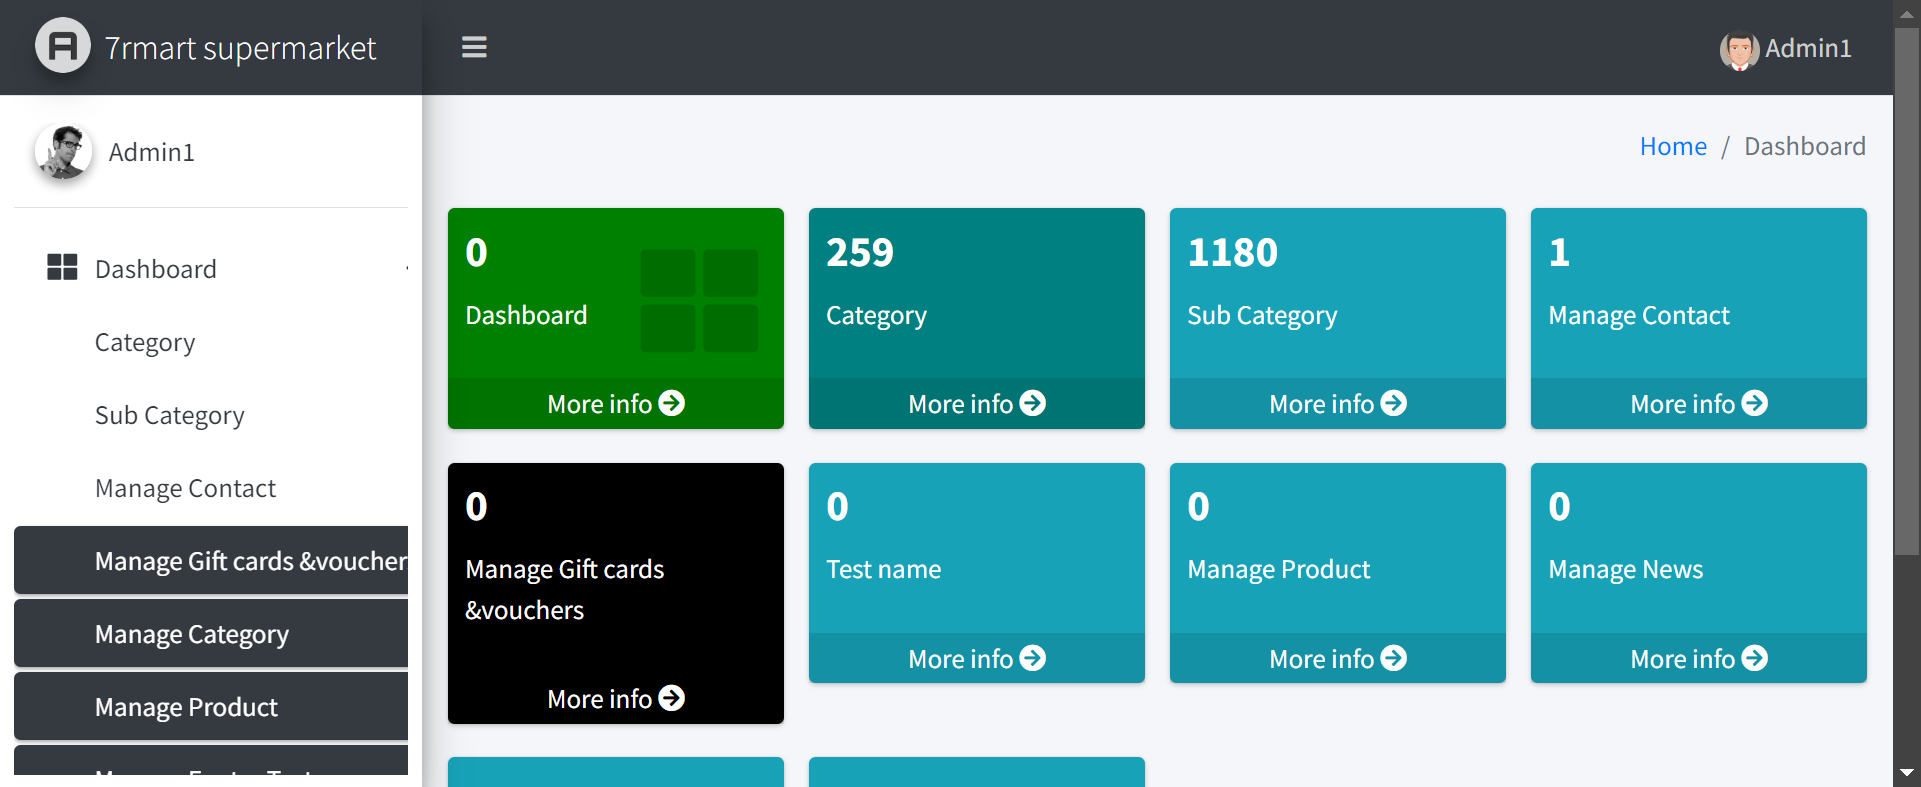 7rmart supermarket
Admin1
Admin1
Home / Dashboard
Dashboard
Category
Sub Category
Manage Contact
Manage Gift cards &voucher
Manage Category
Manage Product
0
Dashboard
More info
259
Category
More info
1180
Sub Category
More info
1
Manage Contact
More info
0
Manage Gift cards
&vouchers
More info
0
Test name
More info
0
Manage Product
More info
0
Manage News
More info